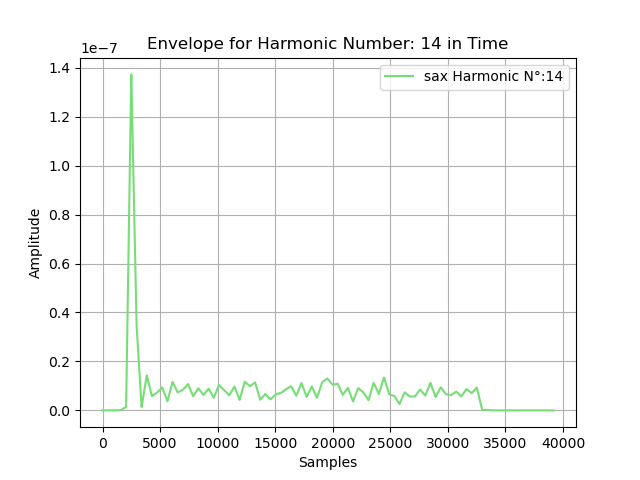 Envelope for Harmonic Number: 14 in Time
1e−7
sax Harmonic N°:14
1.4
1.2
1.0
0.8
0.6
0.4
0.2
0.0
Amplitude
0 5000 10000 15000 20000 25000 30000 35000 40000
Samples